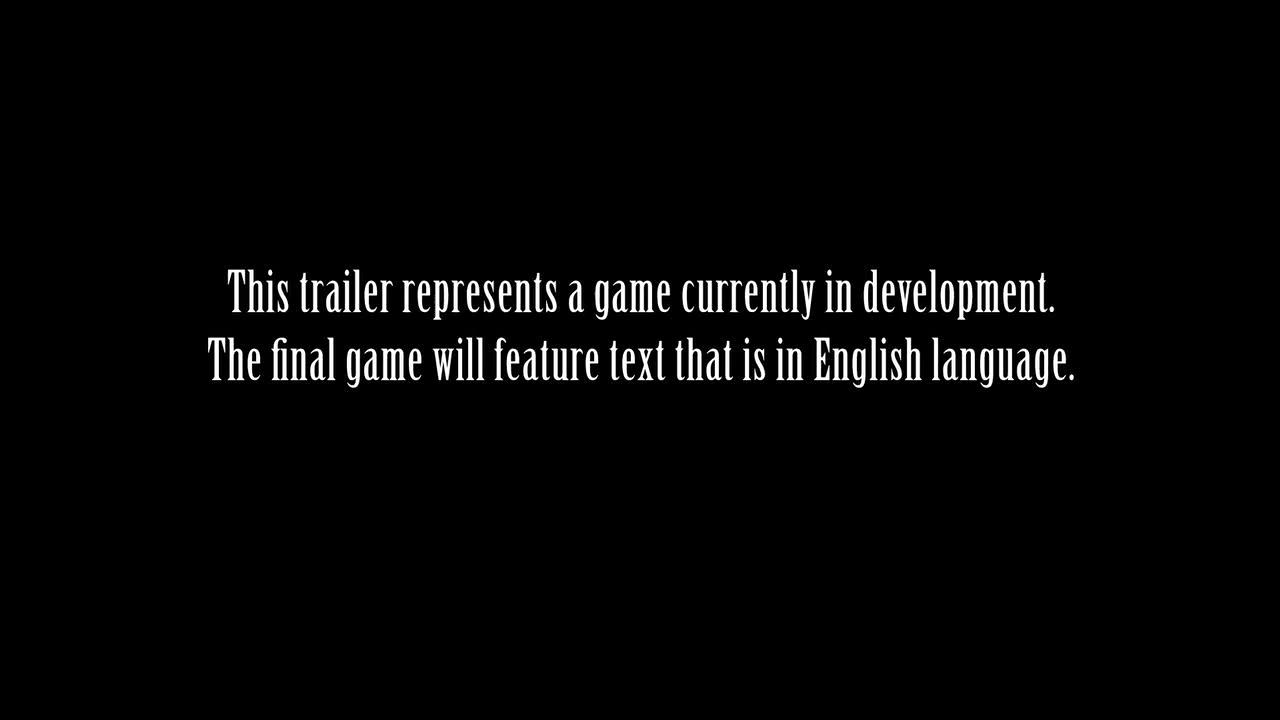 This trailer represents a game currently in development.
The final game will feature text that is in English language.